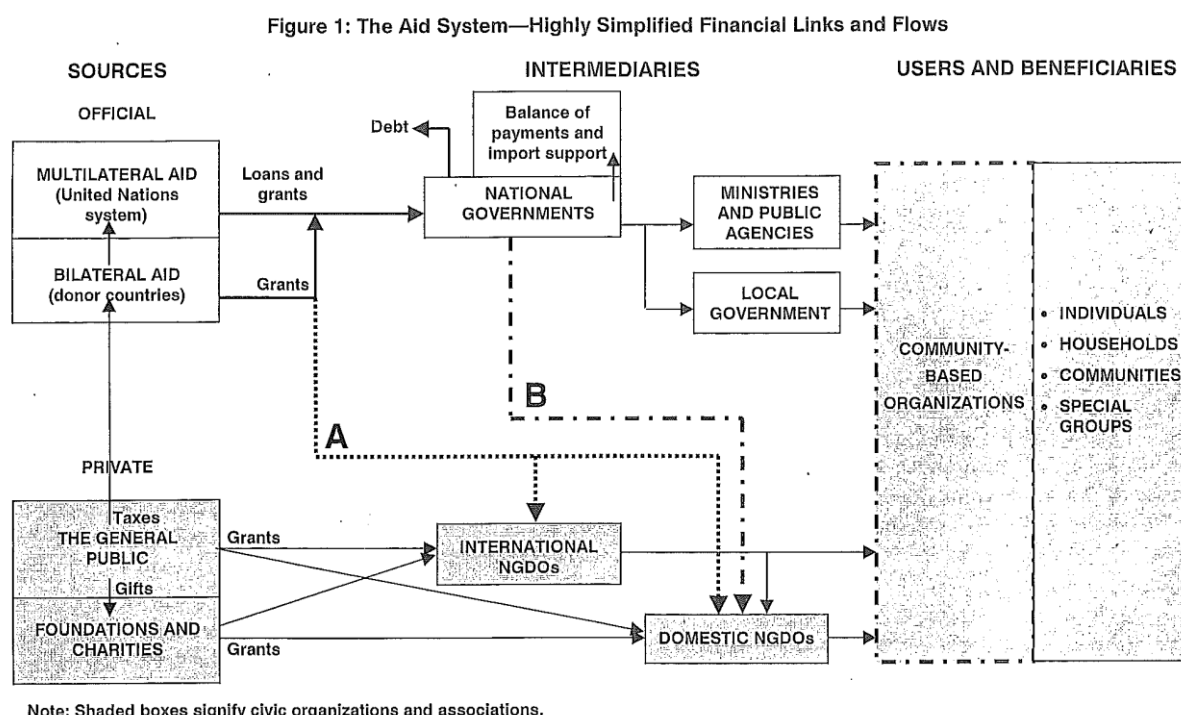 Figure 1: The Aid System—Highly Simplified Financial Links and Flows
SOURCES
INTERMEDIARIES
USERS AND BENEFICIARIES
OFFICIAL
MULTILATERAL AID
(United Nations
system)
BILATERAL AID
(donor countries)
Loans and
grants
Grants
Debt
Balance of
payments and
import support
NATIONAL
GOVERNMENTS
MINISTRIES
AND PUBLIC
AGENCIES
LOCAL
GOVERNMENT
COMMUNITY-
BASED
ORGANIZATIONS
• INDIVIDUALS
• HOUSEHOLDS
• COMMUNITIES
• SPECIAL
GROUPS
A
B
PRIVATE
Taxes
THE GENERAL
PUBLIC
Gifts
FOUNDATIONS AND
CHARITIES
Grants
Grants
INTERNATIONAL
NGDOs
DOMESTIC NGDOs
Note: Shaded boxes signify civic organizations and associations.